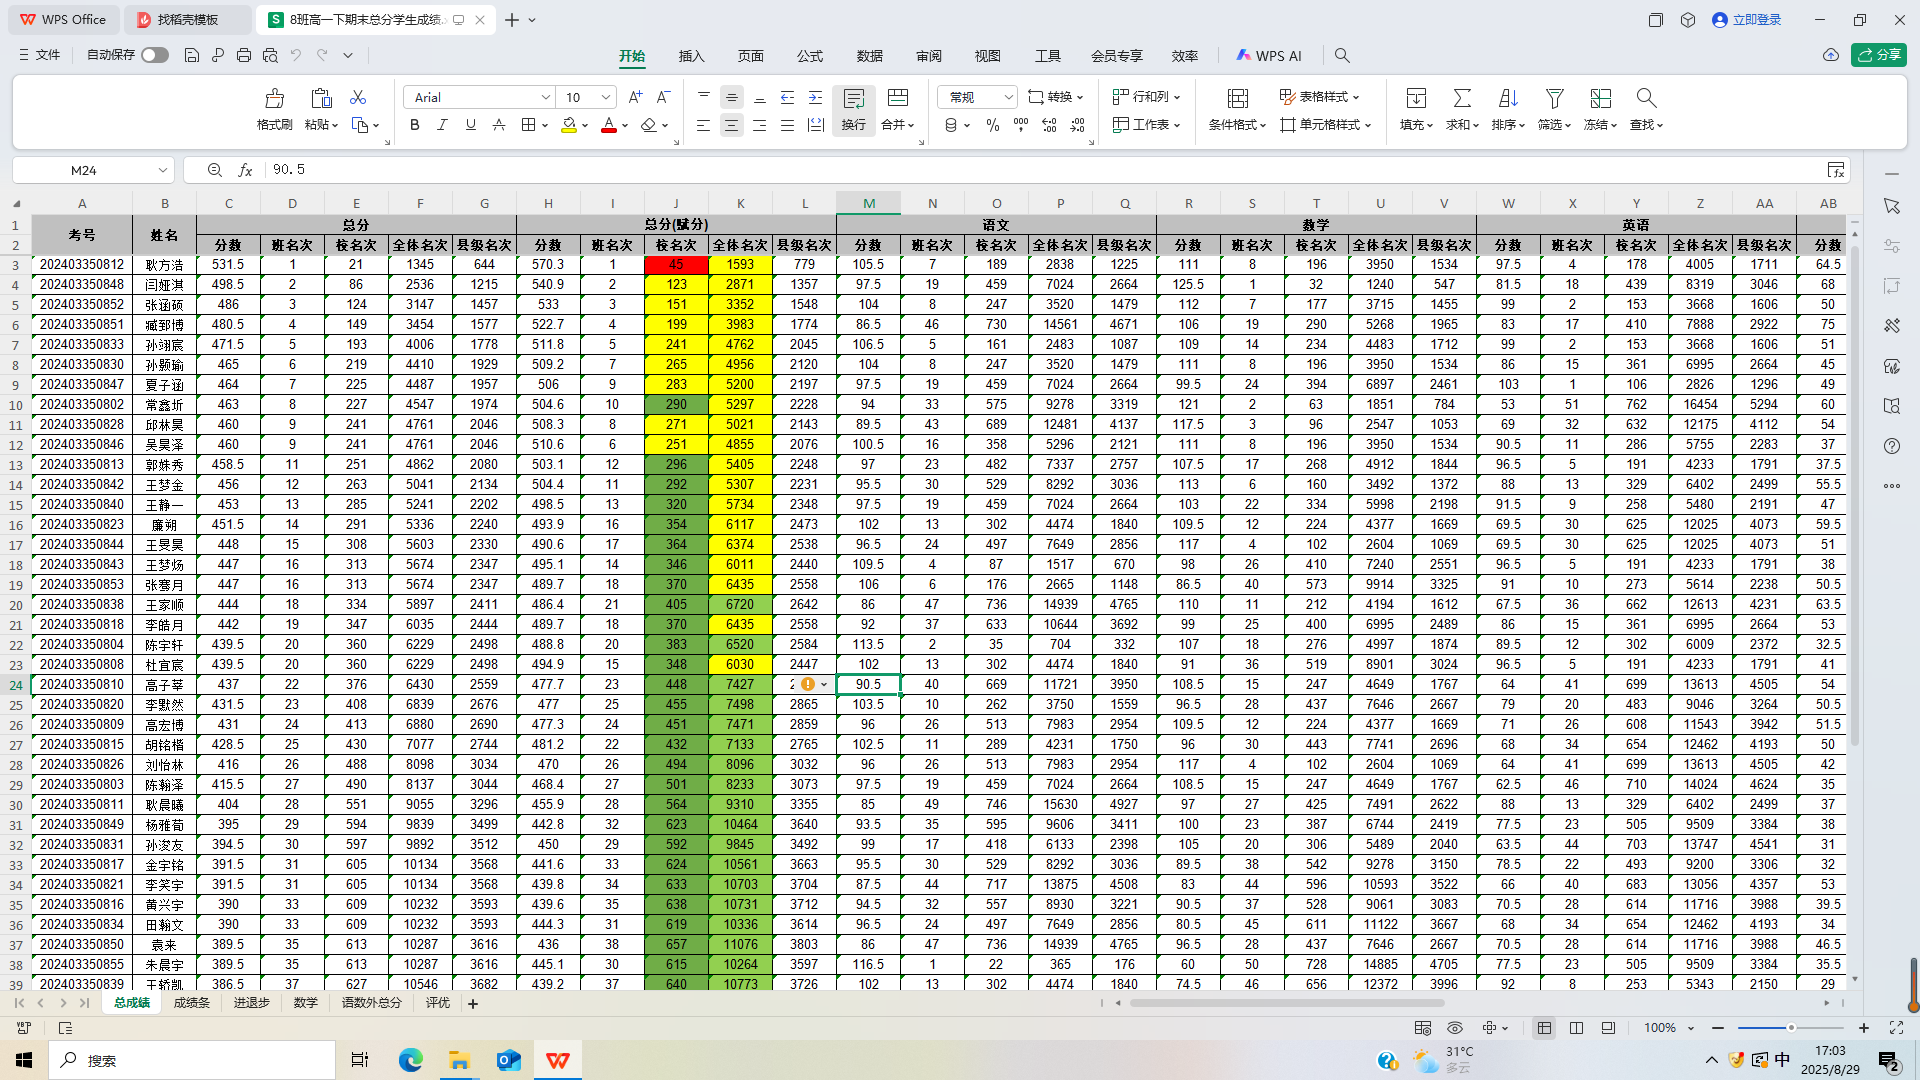 WPS Office 找稻壳模板 8班高一下期末总分学生成绩. 立即登录
文件 自动保存 开始 插入 页面 公式 数据 审阅 视图 工具 会员专享 效率 WPS AI 分享
格式刷 粘贴 Arial 10 换行 合并 常规 转换 行和列 工作表 条件格式 表格样式 单元格样式 填充 求和 排序 筛选 冻结 查找
M24 fx 90.5
A B C D E F G H I J K L M N O P Q R S T U V W X Y Z AA AB
1 考号 姓名 总分 总分(赋分) 语文 数学 英语
2 分数 班名次 校名次 全体名次 县级名次 分数 班名次 校名次 全体名次 县级名次 分数 班名次 校名次 全体名次 县级名次 分数 班名次 校名次 全体名次 县级名次 分数 班名次 校名次 全体名次 县级名次 分数
3 202403350812 耿方浩 531.5 1 21 1345 644 570.3 1 45 1593 779 105.5 7 189 2838 1225 111 8 196 3950 1534 97.5 4 178 4005 1711 64.5
4 202403350848 闫娅淇 498.5 2 86 2536 1215 540.9 2 123 2871 1357 97.5 19 459 7024 2664 125.5 1 32 1240 547 81.5 18 439 8319 3046 68
5 202403350852 张涵硕 486 3 124 3147 1457 533 3 151 3352 1548 104 8 247 3520 1479 112 7 177 3715 1455 99 2 153 3668 1606 50
6 202403350851 臧郅博 480.5 4 149 3454 1577 522.7 4 199 3983 1774 86.5 46 730 14561 4671 106 19 290 5268 1965 83 17 410 7888 2922 75
7 202403350833 孙翊宸 471.5 5 193 4006 1778 511.8 5 241 4762 2045 106.5 5 161 2483 1087 109 14 234 4483 1712 99 2 153 3668 1606 51
8 202403350830 孙颢瑜 465 6 219 4410 1929 509.2 7 265 4956 2120 104 8 247 3520 1479 111 8 196 3950 1534 86 15 361 6995 2664 45
9 202403350847 夏子涵 464 7 225 4487 1957 506 9 283 5200 2197 97.5 19 459 7024 2664 99.5 24 394 6897 2461 103 1 106 2826 1296 49
10 202403350802 常鑫圻 463 8 227 4547 1974 504.6 10 290 5297 2228 94 33 575 9278 3319 121 2 63 1851 784 53 51 762 16454 5294 60
11 202403350828 邱林昊 460 9 241 4761 2046 508.3 8 271 5021 2143 89.5 43 689 12481 4137 117.5 3 96 2547 1053 69 32 632 12175 4112 54
12 202403350846 吴昊泽 460 9 241 4761 2046 510.6 6 251 4855 2076 100.5 16 358 5296 2121 111 8 196 3950 1534 90.5 11 286 5755 2283 37
13 202403350813 郭姝秀 458.5 11 251 4862 2080 503.1 12 296 5405 2248 97 23 482 7337 2757 107.5 17 268 4912 1844 96.5 5 191 4233 1791 37.5
14 202403350842 王梦金 456 12 263 5041 2134 504.4 11 292 5307 2231 95.5 30 529 8292 3036 113 6 160 3492 1372 88 13 329 6402 2499 55.5
15 202403350840 王静一 453 13 285 5241 2202 498.5 13 320 5734 2348 97.5 19 459 7024 2664 103 22 334 5998 2198 91.5 9 258 5480 2191 47
16 202403350823 廉朔 451.5 14 291 5336 2240 493.9 16 354 6117 2473 102 13 302 4474 1840 109.5 12 224 4377 1669 69.5 30 625 12025 4073 59.5
17 202403350844 王旻昊 448 15 308 5603 2330 490.6 17 364 6374 2538 96.5 24 497 7649 2856 117 4 102 2604 1069 69.5 30 625 12025 4073 51
18 202403350843 王梦炀 447 16 313 5674 2347 495.1 14 346 6011 2440 109.5 4 87 1517 670 98 26 410 7240 2551 96.5 5 191 4233 1791 38
19 202403350853 张骞月 447 16 313 5674 2347 489.7 18 370 6435 2558 106 6 176 2665 1148 86.5 40 573 9914 3325 91 10 273 5614 2238 50.5
20 202403350838 王家顺 444 18 334 5897 2411 486.4 21 405 6720 2642 86 47 736 14939 4765 110 11 212 4194 1612 67.5 36 662 12613 4231 63.5
21 202403350818 李皓月 442 19 347 6035 2444 489.7 18 370 6435 2558 92 37 633 10644 3692 99 25 400 6995 2489 86 15 361 6995 2664 53
22 202403350804 陈宇轩 439.5 20 360 6229 2498 488.8 20 383 6520 2584 113.5 2 35 704 332 107 18 276 4997 1874 89.5 12 302 6009 2372 32.5
23 202403350808 杜宜宸 439.5 20 360 6229 2498 494.9 15 348 6030 2447 102 13 302 4474 1840 91 36 519 8901 3024 96.5 5 191 4233 1791 41
24 202403350810 高子莘 437 22 376 6430 2559 477.7 23 448 7427 90.5 40 669 11721 3950 108.5 15 247 4649 1767 64 41 699 13613 4505 54
25 202403350820 李默然 431.5 23 408 6839 2676 477 25 455 7498 2865 103.5 10 262 3750 1559 96.5 28 437 7646 2667 79 20 483 9046 3264 50.5
26 202403350809 高宏博 431 24 413 6880 2690 477.3 24 451 7471 2859 96 26 513 7983 2954 109.5 12 224 4377 1669 71 26 608 11543 3942 51.5
27 202403350815 胡铭楷 428.5 25 430 7077 2744 481.2 22 432 7133 2765 102.5 11 289 4231 1750 96 30 443 7741 2696 68 34 654 12462 4193 50
28 202403350826 刘怡林 416 26 488 8098 3034 470 26 494 8096 3032 96 26 513 7983 2954 117 4 102 2604 1069 64 41 699 13613 4505 42
29 202403350803 陈瀚泽 415.5 27 490 8137 3044 468.4 27 501 8233 3073 97.5 19 459 7024 2664 108.5 15 247 4649 1767 62.5 46 710 14024 4624 35
30 202403350811 耿晨曦 404 28 551 9055 3296 455.9 28 564 9310 3355 85 49 746 15630 4927 97 27 425 7491 2622 88 13 329 6402 2499 37
31 202403350849 杨雅荀 395 29 594 9839 3499 442.8 32 623 10464 3640 93.5 35 595 9606 3411 100 23 387 6744 2419 77.5 23 505 9509 3384 38
32 202403350831 孙浚友 394.5 30 597 9892 3512 450 29 592 9845 3492 99 17 418 6133 2398 105 20 306 5489 2040 63.5 44 703 13747 4541 31
33 202403350817 金宇铭 391.5 31 605 10134 3568 441.6 33 624 10561 3663 95.5 30 529 8292 3036 89.5 38 542 9278 3150 78.5 22 493 9200 3306 32
34 202403350821 李笑宇 391.5 31 605 10134 3568 439.8 34 633 10703 3704 87.5 44 717 13875 4508 83 44 596 10593 3522 66 40 683 13056 4357 53
35 202403350816 黄兴宇 390 33 609 10232 3593 439.6 35 638 10731 3712 94.5 32 557 8930 3221 90.5 37 528 9061 3083 70.5 28 614 11716 3988 39.5
36 202403350834 田瀚文 390 33 609 10232 3593 444.3 31 619 10336 3614 96.5 24 497 7649 2856 80.5 45 611 11122 3667 68 34 654 12462 4193 34
37 202403350850 袁来 389.5 35 613 10287 3616 436 38 657 11076 3803 86 47 736 14939 4765 96.5 28 437 7646 2667 70.5 28 614 11716 3988 46.5
38 202403350855 朱晨宇 389.5 35 613 10287 3616 445.1 30 615 10264 3597 116.5 1 22 365 176 60 50 728 14885 4705 77.5 23 505 9509 3384 35.5
39 202403350839 王轿凯 386.5 37 627 10546 3682 439.2 37 640 10773 3726 102 13 302 4474 1840 74.5 46 656 12372 3996 92 8 253 5343 2150 29
总成绩 成绩条 进退步 数学 语数外总分 评优
100%
搜索 31°C 多云 中 17:03 2025/8/29 2